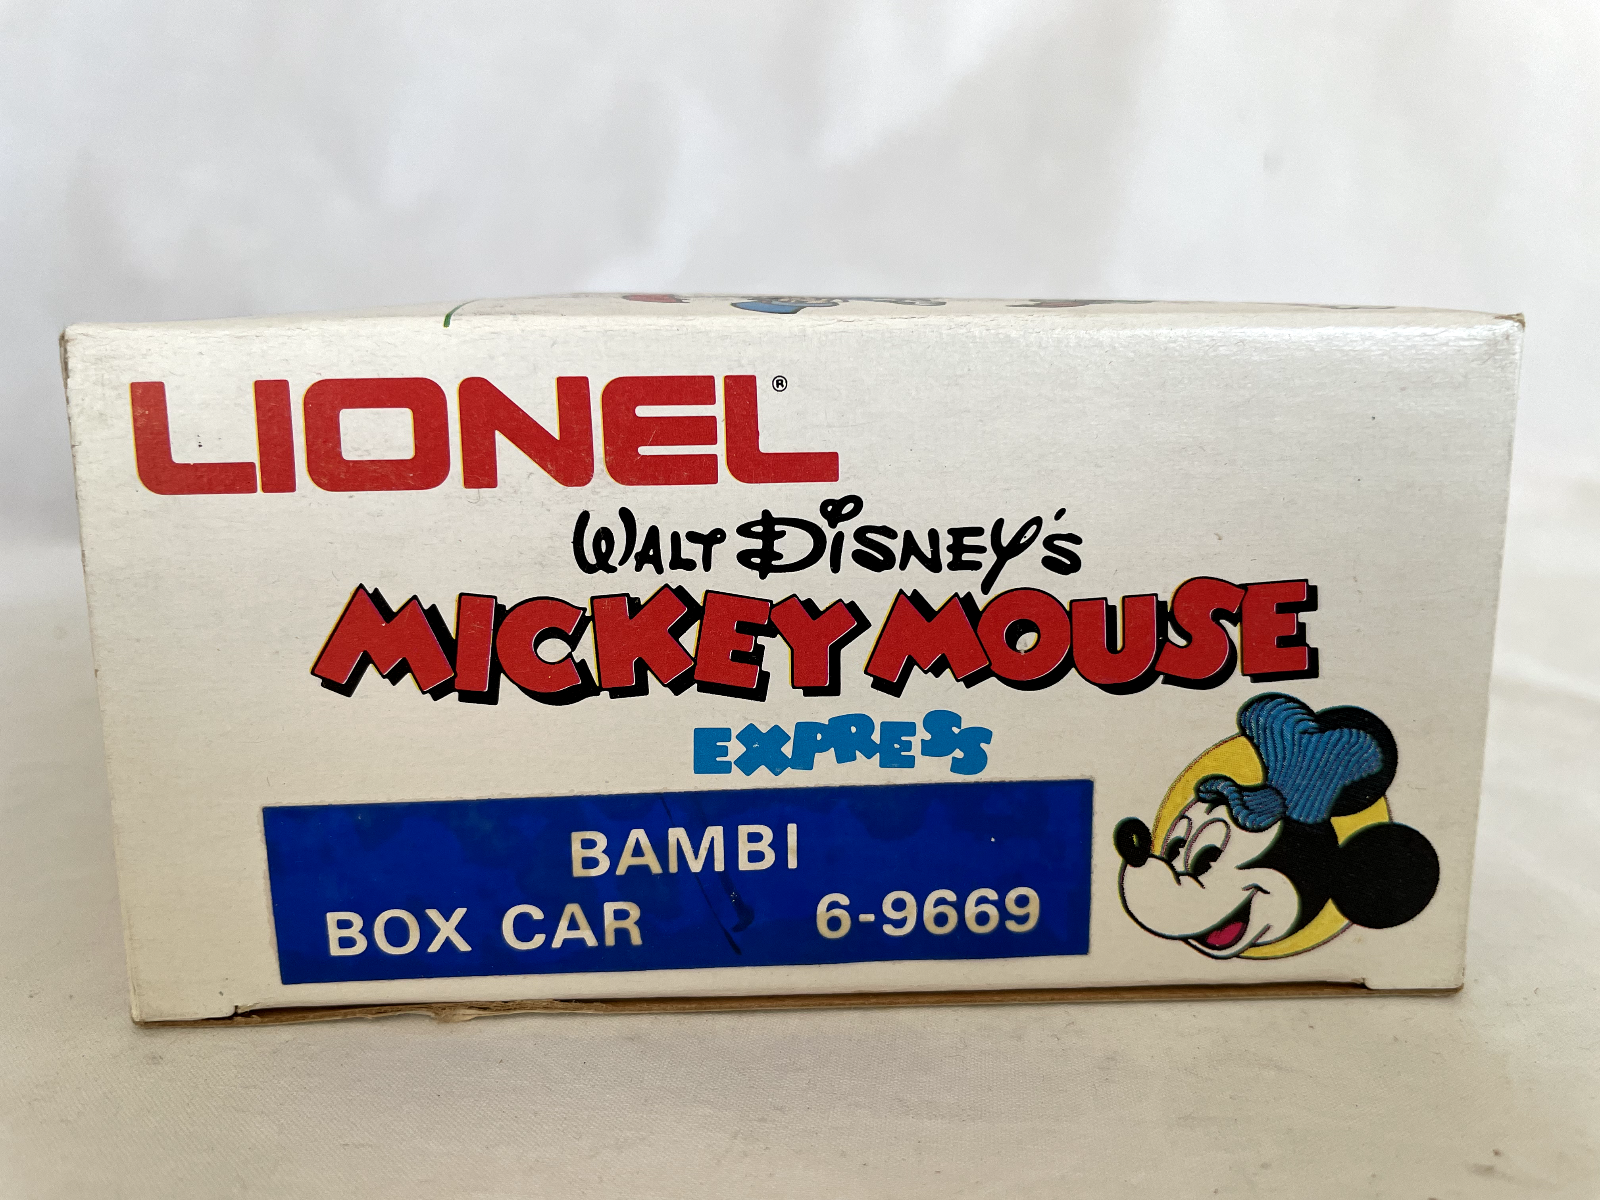 LIONEL®
WALT DISNEY'S
MICKEY MOUSE
EXPRESS
BAMBI
BOX CAR 6-9669